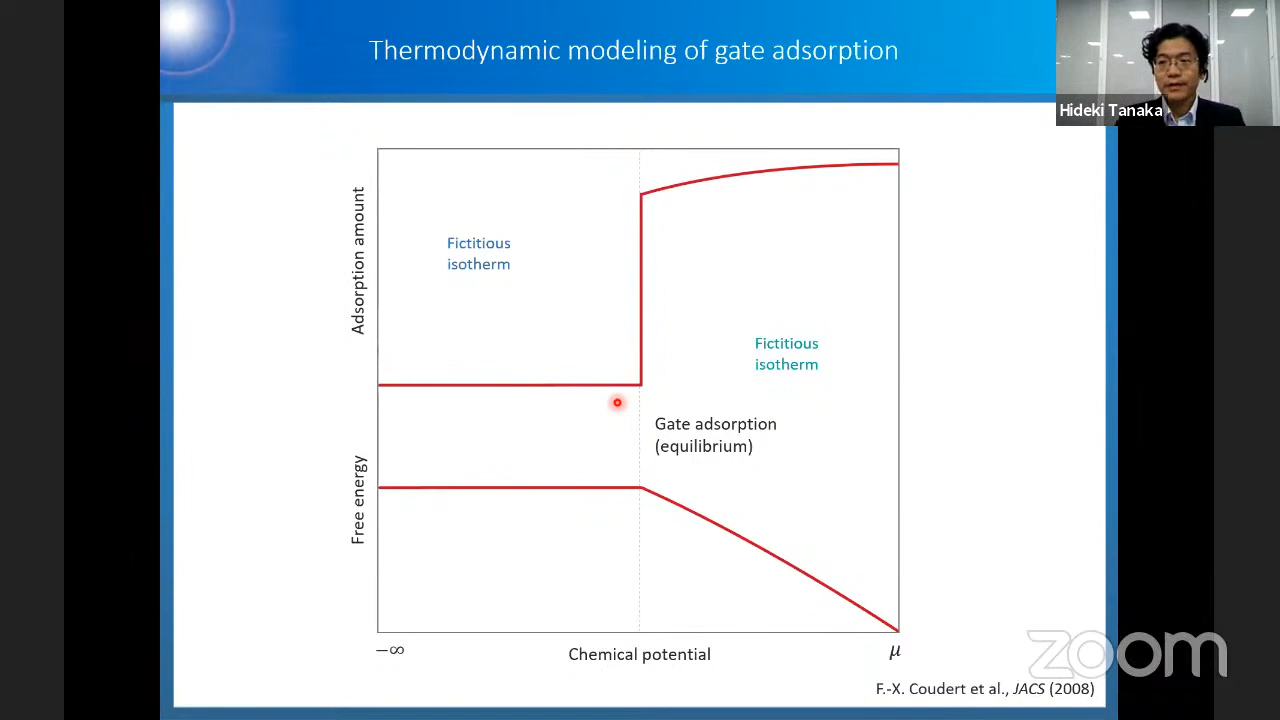 Thermodynamic modeling of gate adsorption
Hideki Tanaka
Adsorption amount
Fictitious
isotherm
Fictitious
isotherm
Gate adsorption
(equilibrium)
Free energy
−∞
Chemical potential
μ
zoom
F.-X. Coudert et al., JACS (2008)